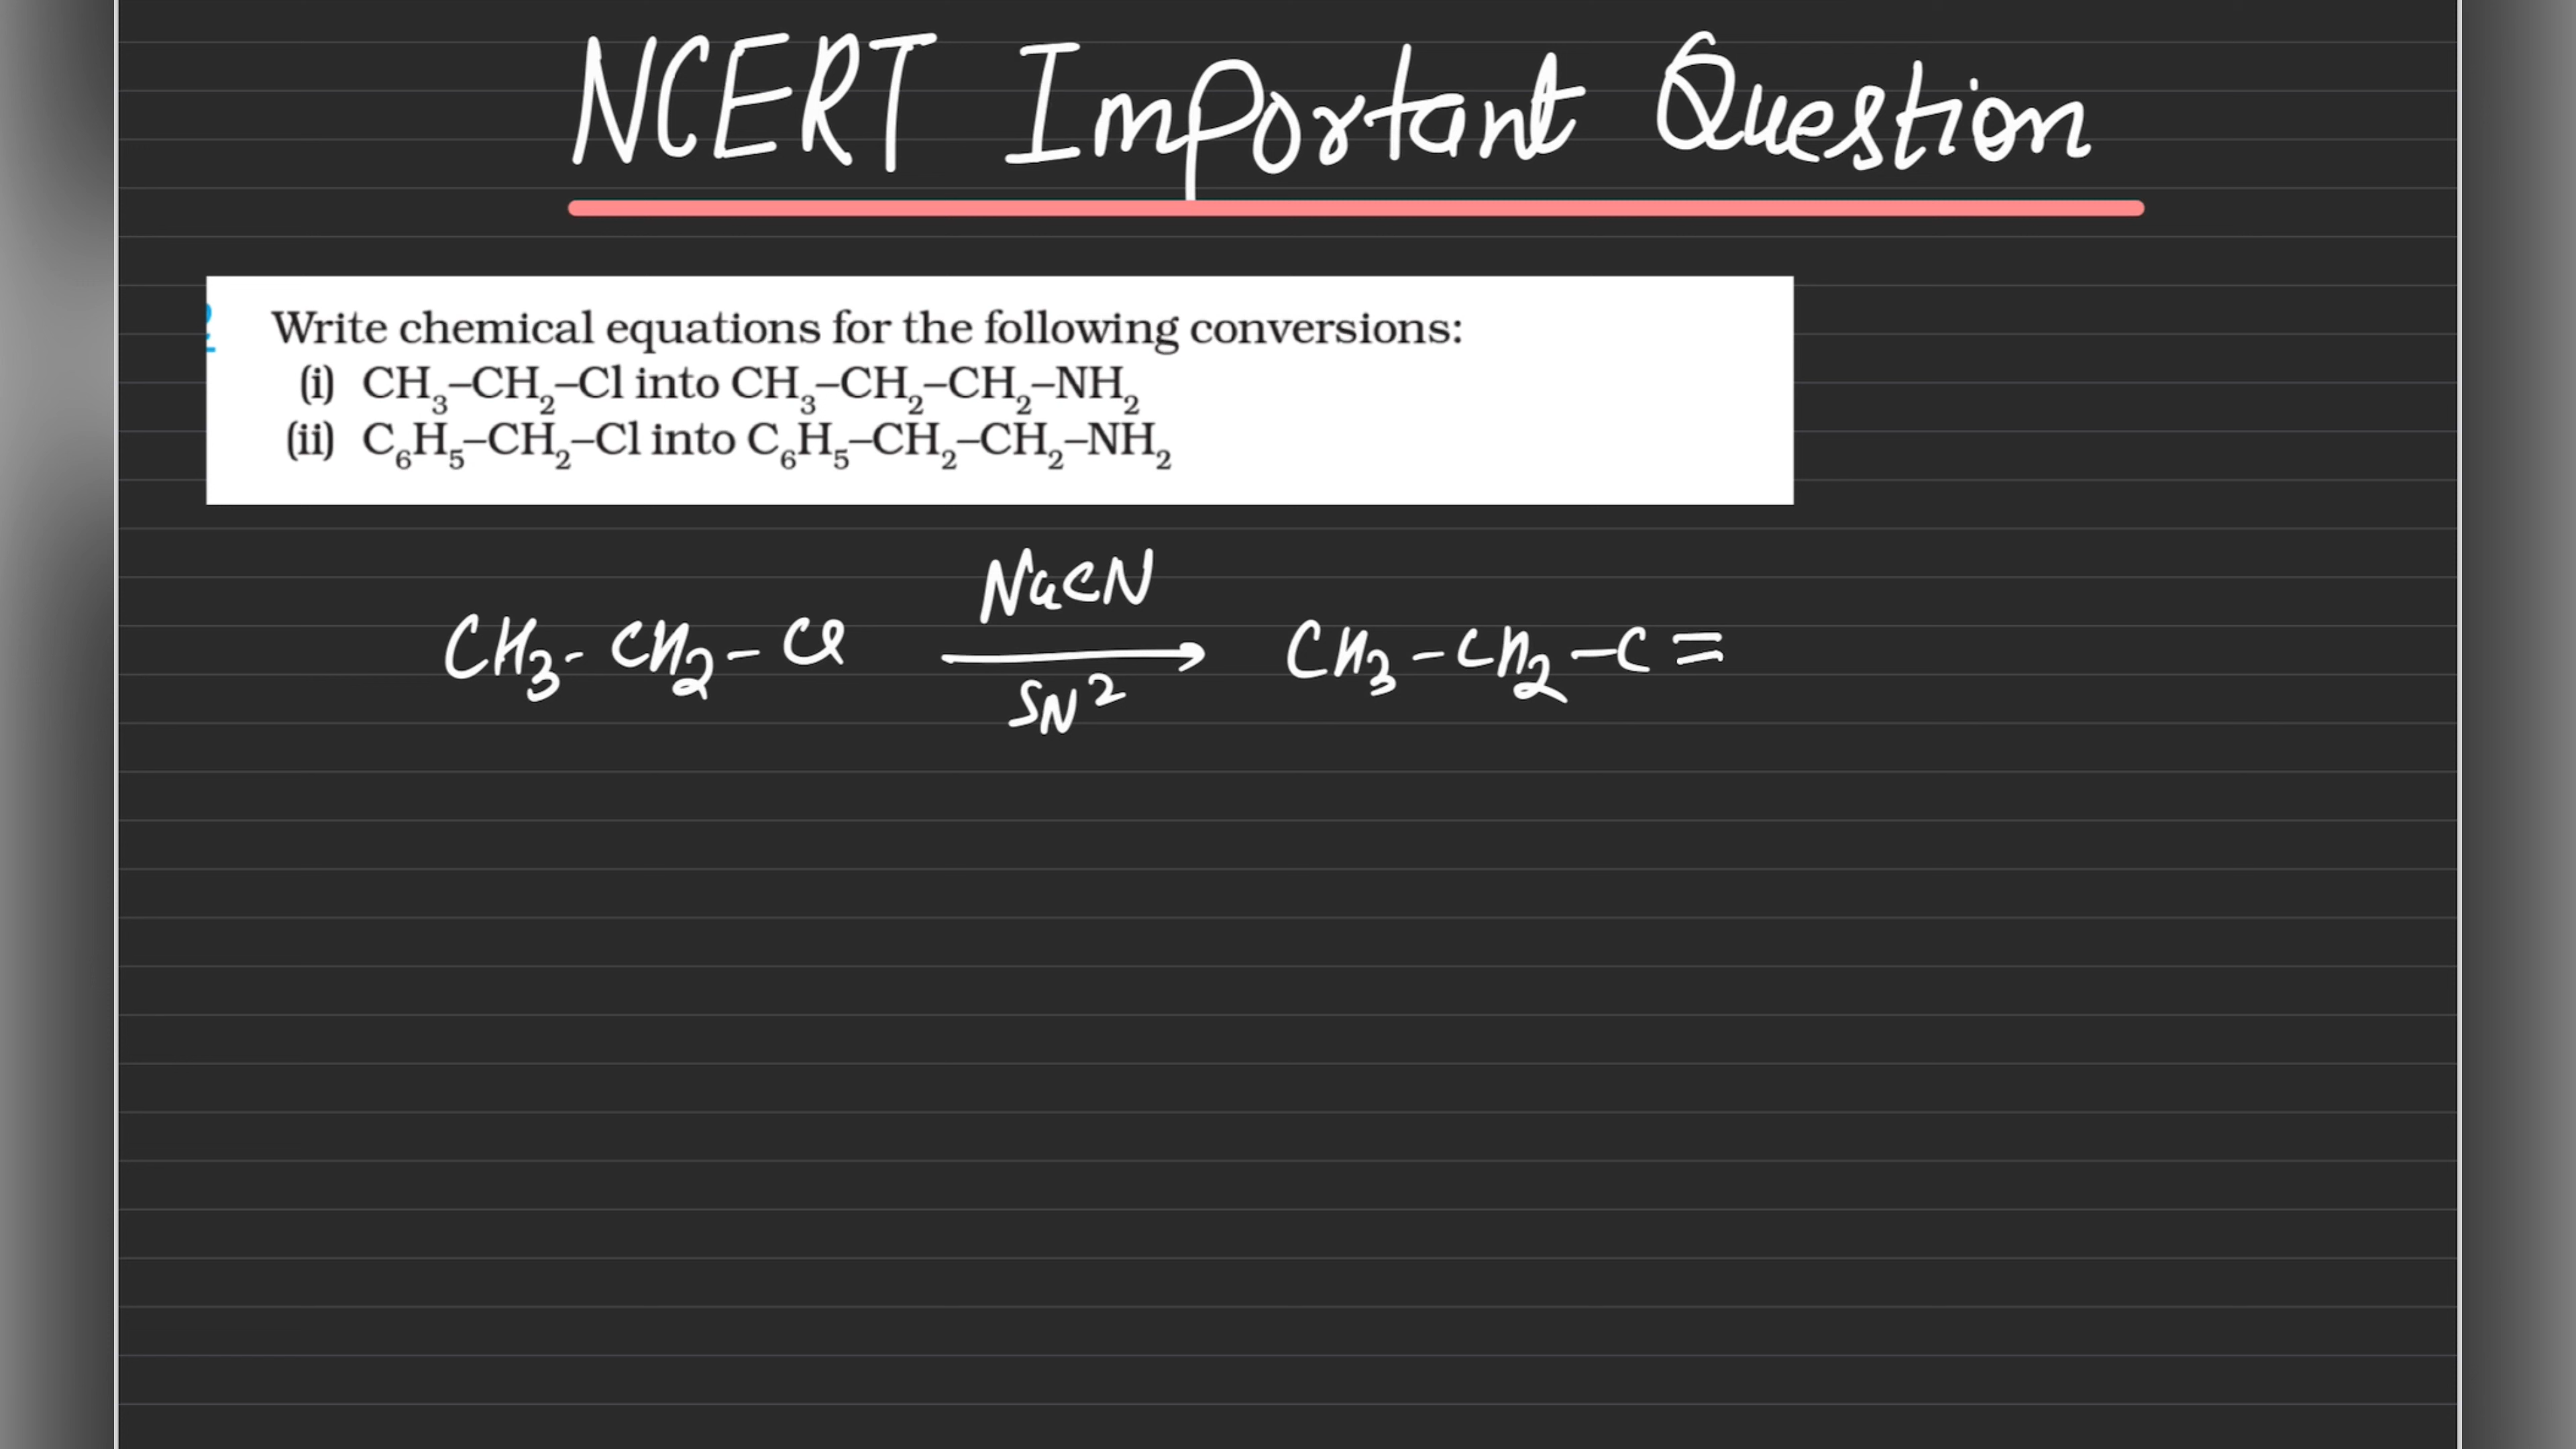 NCERT Important Question
Write chemical equations for the following conversions:
(i) CH₃–CH₂–Cl into CH₃–CH₂–CH₂–NH₂
(ii) C₆H₅–CH₂–Cl into C₆H₅–CH₂–CH₂–NH₂
NaCN
CH₃-CH₂-Cl ⟶ CH₃-CH₂-C=
SN²